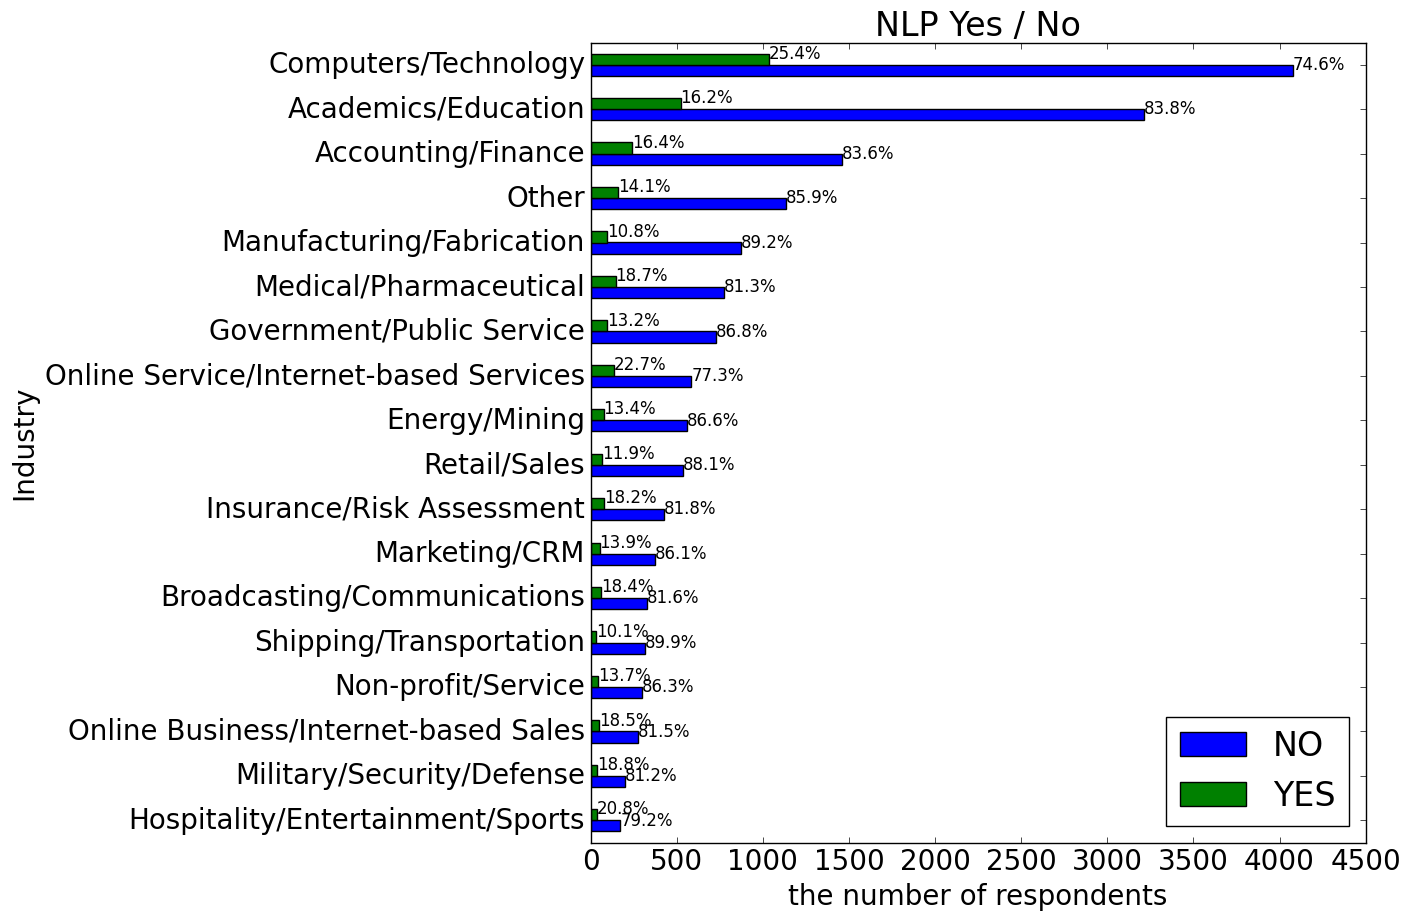 NLP Yes / No
Computers/Technology 25.4% 74.6%
Academics/Education 16.2% 83.8%
Accounting/Finance 16.4% 83.6%
Other 14.1% 85.9%
Manufacturing/Fabrication 10.8% 89.2%
Medical/Pharmaceutical 18.7% 81.3%
Government/Public Service 13.2% 86.8%
Online Service/Internet-based Services 22.7% 77.3%
Energy/Mining 13.4% 86.6%
Retail/Sales 11.9% 88.1%
Insurance/Risk Assessment 18.2% 81.8%
Marketing/CRM 13.9% 86.1%
Broadcasting/Communications 18.4% 81.6%
Shipping/Transportation 10.1% 89.9%
Non-profit/Service 13.7% 86.3%
Online Business/Internet-based Sales 18.5% 81.5%
Military/Security/Defense 18.8% 81.2%
Hospitality/Entertainment/Sports 20.8% 79.2%
Industry
NO
YES
0 500 1000 1500 2000 2500 3000 3500 4000 4500
the number of respondents